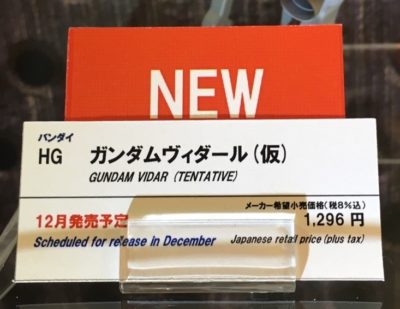 NEW
バンダイ
HG ガンダムヴィダール(仮)
GUNDAM VIDAR (TENTATIVE)
メーカー希望小売価格(税8%込)
12月発売予定 1,296 円
Scheduled for release in December Japanese retail price (plus tax)